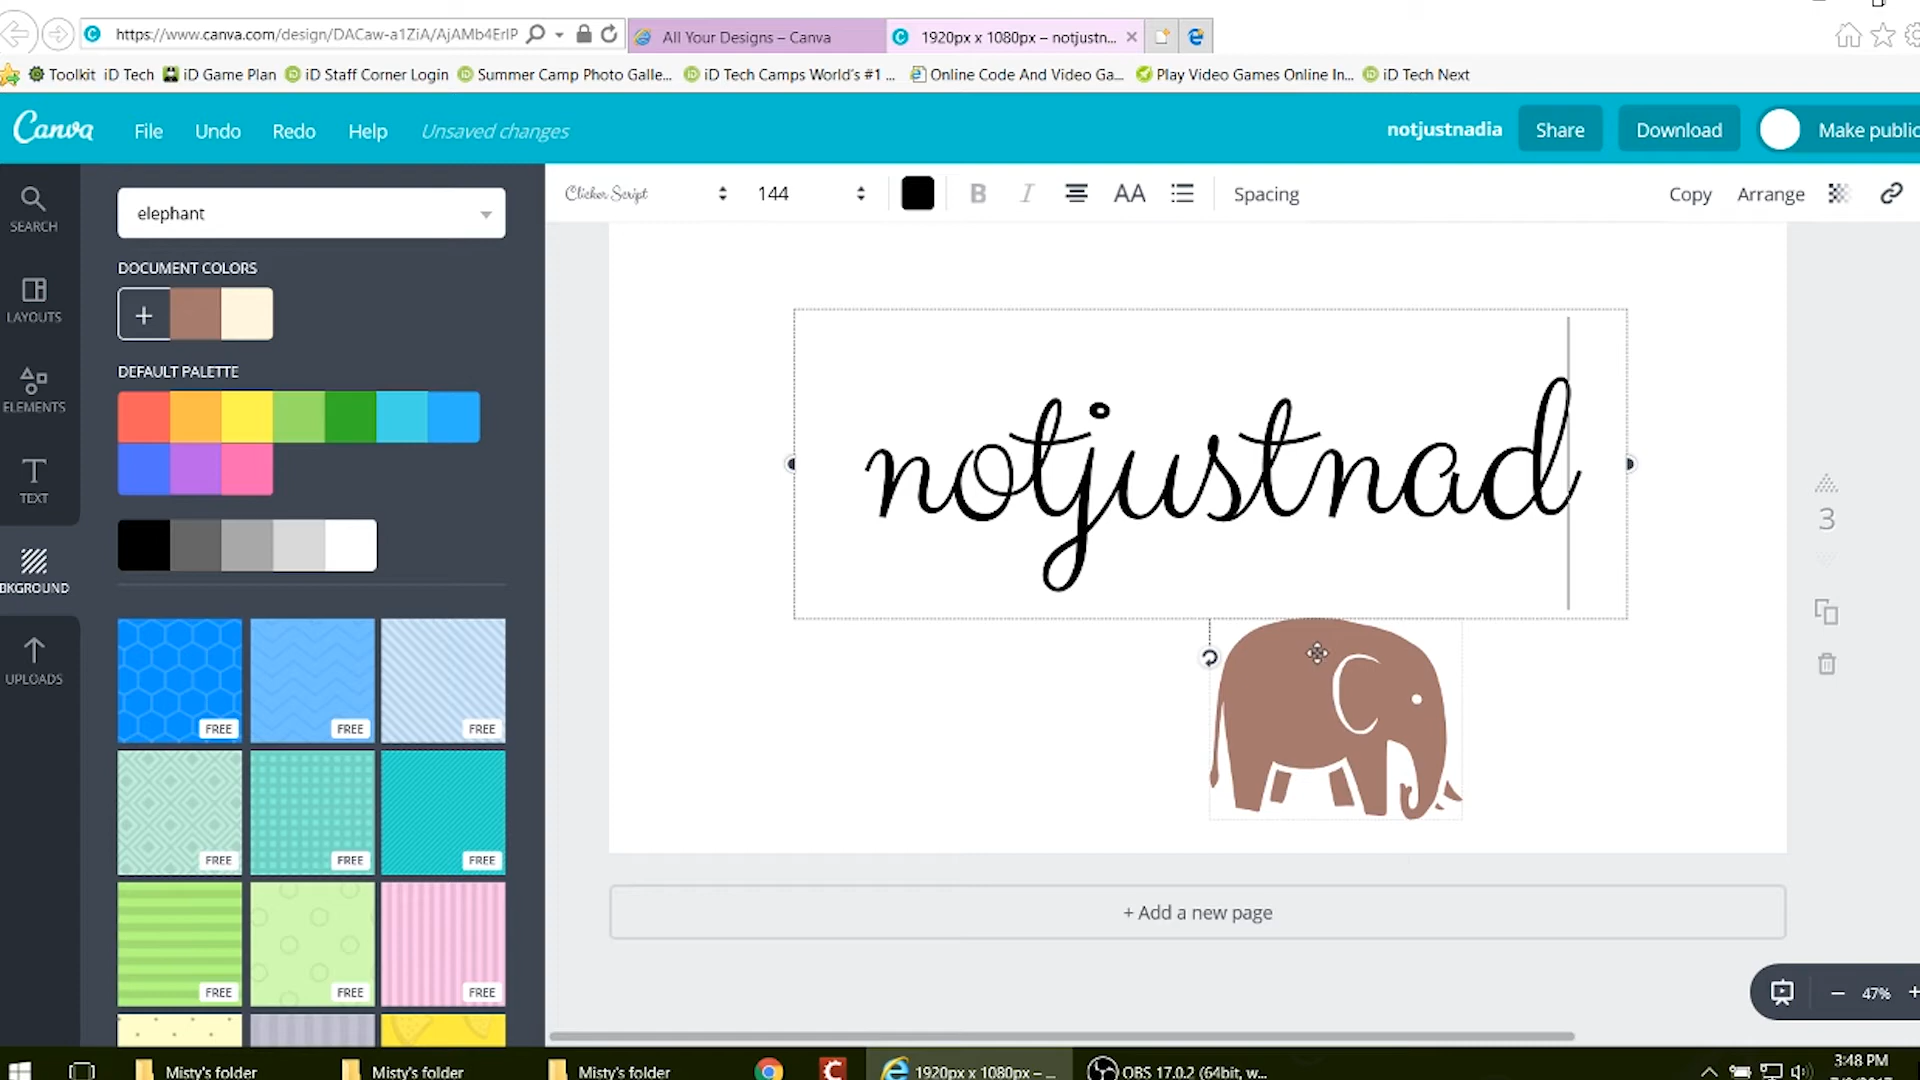 https://www.canva.com/design/DACaw-a1ZiA/AjAMb4ErIP
All Your Designs – Canva
1920px x 1080px – notjustn...
Toolkit
iD Tech
iD Game Plan
iD Staff Corner Login
Summer Camp Photo Galle...
iD Tech Camps World's #1 ...
Online Code And Video Ga...
Play Video Games Online In...
iD Tech Next
Canva
File
Undo
Redo
Help
Unsaved changes
notjustnadia
Share
Download
Make public
SEARCH
LAYOUTS
ELEMENTS
TEXT
BKGROUND
UPLOADS
elephant
DOCUMENT COLORS
+
DEFAULT PALETTE
FREE
FREE
FREE
FREE
FREE
FREE
FREE
FREE
FREE
Clicker Script
144
B
I
AA
Spacing
Copy
Arrange
notjustnad
3
+ Add a new page
47%
Misty's folder
Misty's folder
Misty's folder
1920px x 1080px – ...
OBS 17.0.2 (64bit, w...
3:48 PM